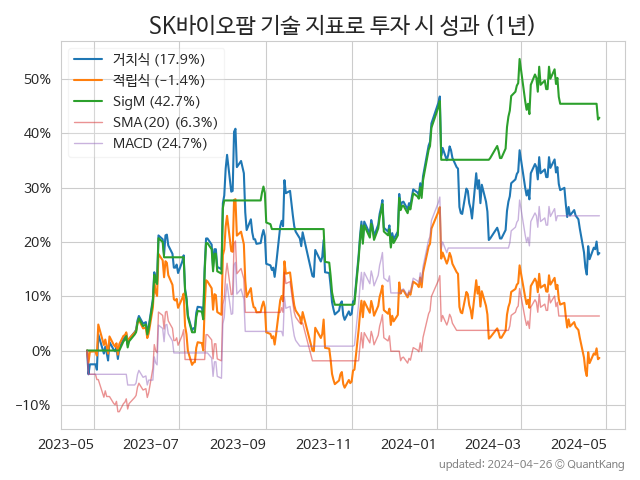 SK바이오팜 기술 지표로 투자 시 성과 (1년)
거치식 (17.9%)
적립식 (−1.4%)
SigM (42.7%)
SMA(20) (6.3%)
MACD (24.7%)
50%
40%
30%
20%
10%
0%
−10%
2023-05 2023-07 2023-09 2023-11 2024-01 2024-03 2024-05
updated: 2024-04-26 © QuantKang